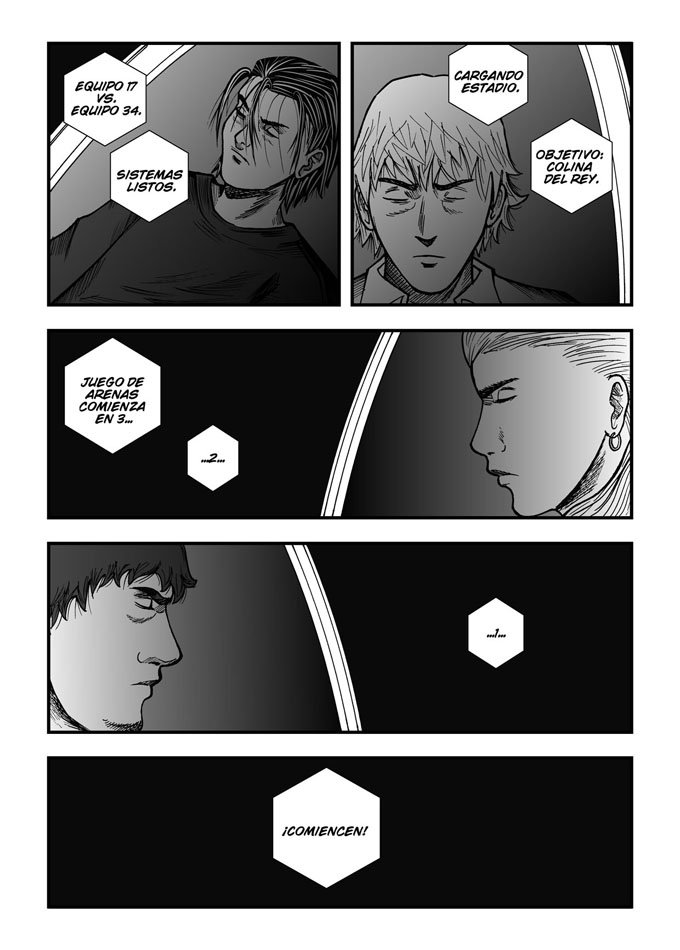 EQUIPO 17
VS.
EQUIPO 34.
SISTEMAS
LISTOS.
CARGANDO
ESTADIO.
OBJETIVO:
COLINA
DEL REY.
JUEGO DE
ARENAS
COMIENZA
EN 3...
...2...
...1...
¡COMIENCEN!